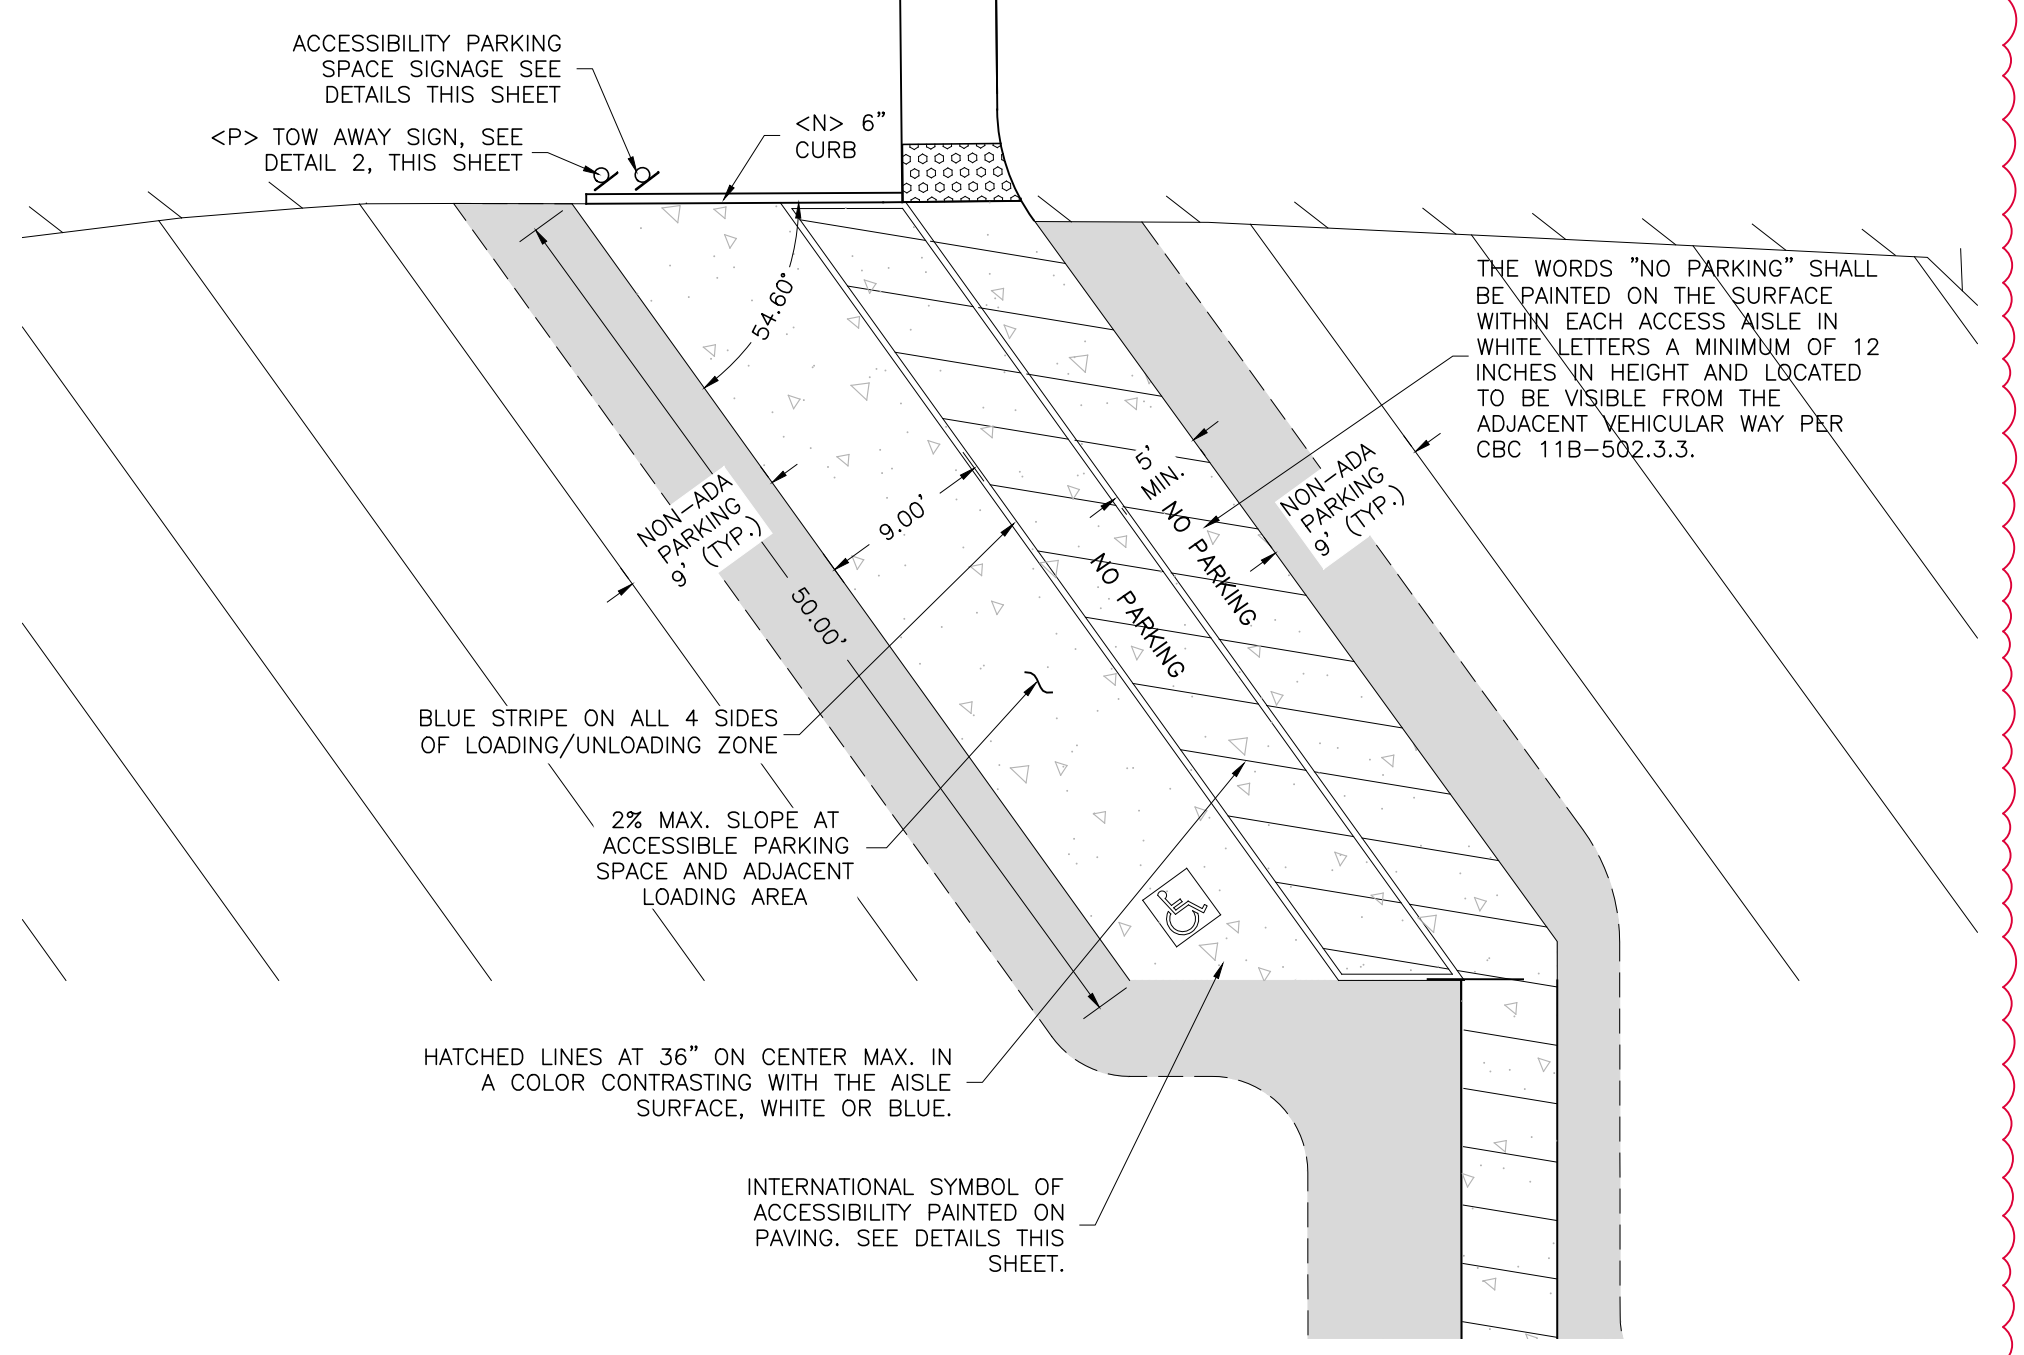 ACCESSIBILITY PARKING
SPACE SIGNAGE SEE
DETAILS THIS SHEET
<P> TOW AWAY SIGN, SEE
DETAIL 2, THIS SHEET
<N> 6"
CURB
54.60°
THE WORDS "NO PARKING" SHALL
BE PAINTED ON THE SURFACE
WITHIN EACH ACCESS AISLE IN
WHITE LETTERS A MINIMUM OF 12
INCHES IN HEIGHT AND LOCATED
TO BE VISIBLE FROM THE
ADJACENT VEHICULAR WAY PER
CBC 11B-502.3.3.
NON-ADA
PARKING
9' (TYP.)
9.00'
50.00'
5'
MIN.
NO PARKING
NO PARKING
NON-ADA
PARKING
9' (TYP.)
BLUE STRIPE ON ALL 4 SIDES
OF LOADING/UNLOADING ZONE
2% MAX. SLOPE AT
ACCESSIBLE PARKING
SPACE AND ADJACENT
LOADING AREA
HATCHED LINES AT 36" ON CENTER MAX. IN
A COLOR CONTRASTING WITH THE AISLE
SURFACE, WHITE OR BLUE.
INTERNATIONAL SYMBOL OF
ACCESSIBILITY PAINTED ON
PAVING. SEE DETAILS THIS
SHEET.